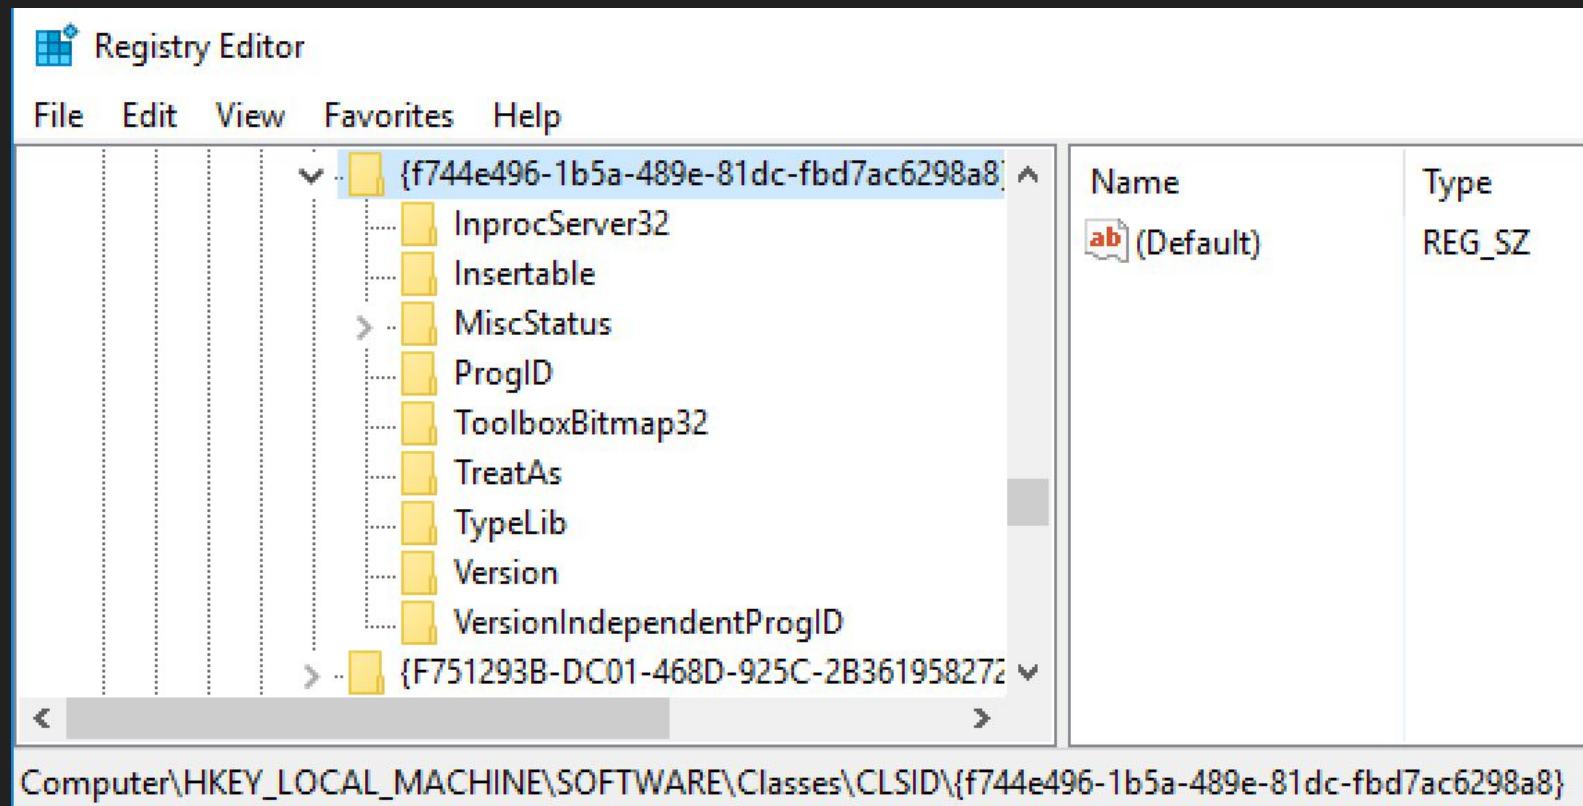 Registry Editor
File Edit View Favorites Help
{f744e496-1b5a-489e-81dc-fbd7ac6298a8}
InprocServer32
Insertable
MiscStatus
ProgID
ToolboxBitmap32
TreatAs
TypeLib
Version
VersionIndependentProgID
{F751293B-DC01-468D-925C-2B361958272
Name Type
ab (Default) REG_SZ
Computer\HKEY_LOCAL_MACHINE\SOFTWARE\Classes\CLSID\{f744e496-1b5a-489e-81dc-fbd7ac6298a8}